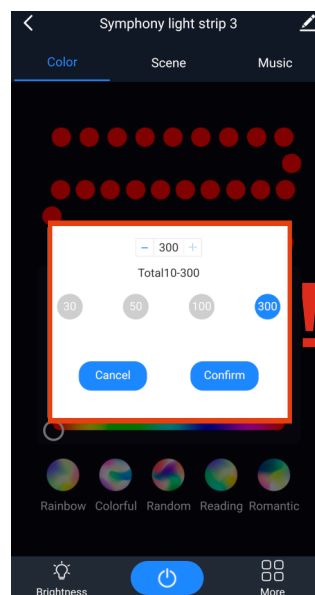 Symphony light strip 3
Color Scene Music
− 300 +
Total10-300
30 50 100 300
!
Cancel Confirm
Rainbow Colorful Random Reading Romantic
Brightness More